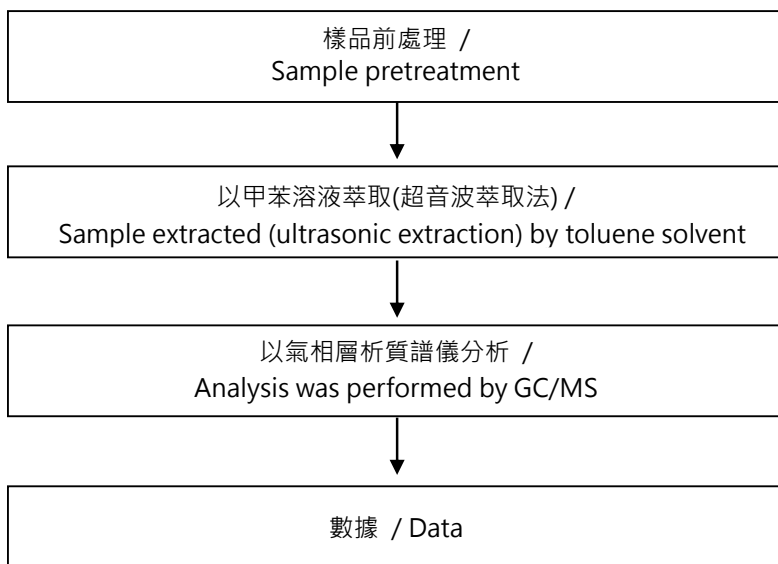 樣品前處理 /
Sample pretreatment
以甲苯溶液萃取(超音波萃取法) /
Sample extracted (ultrasonic extraction) by toluene solvent
以氣相層析質譜儀分析 /
Analysis was performed by GC/MS
數據 / Data